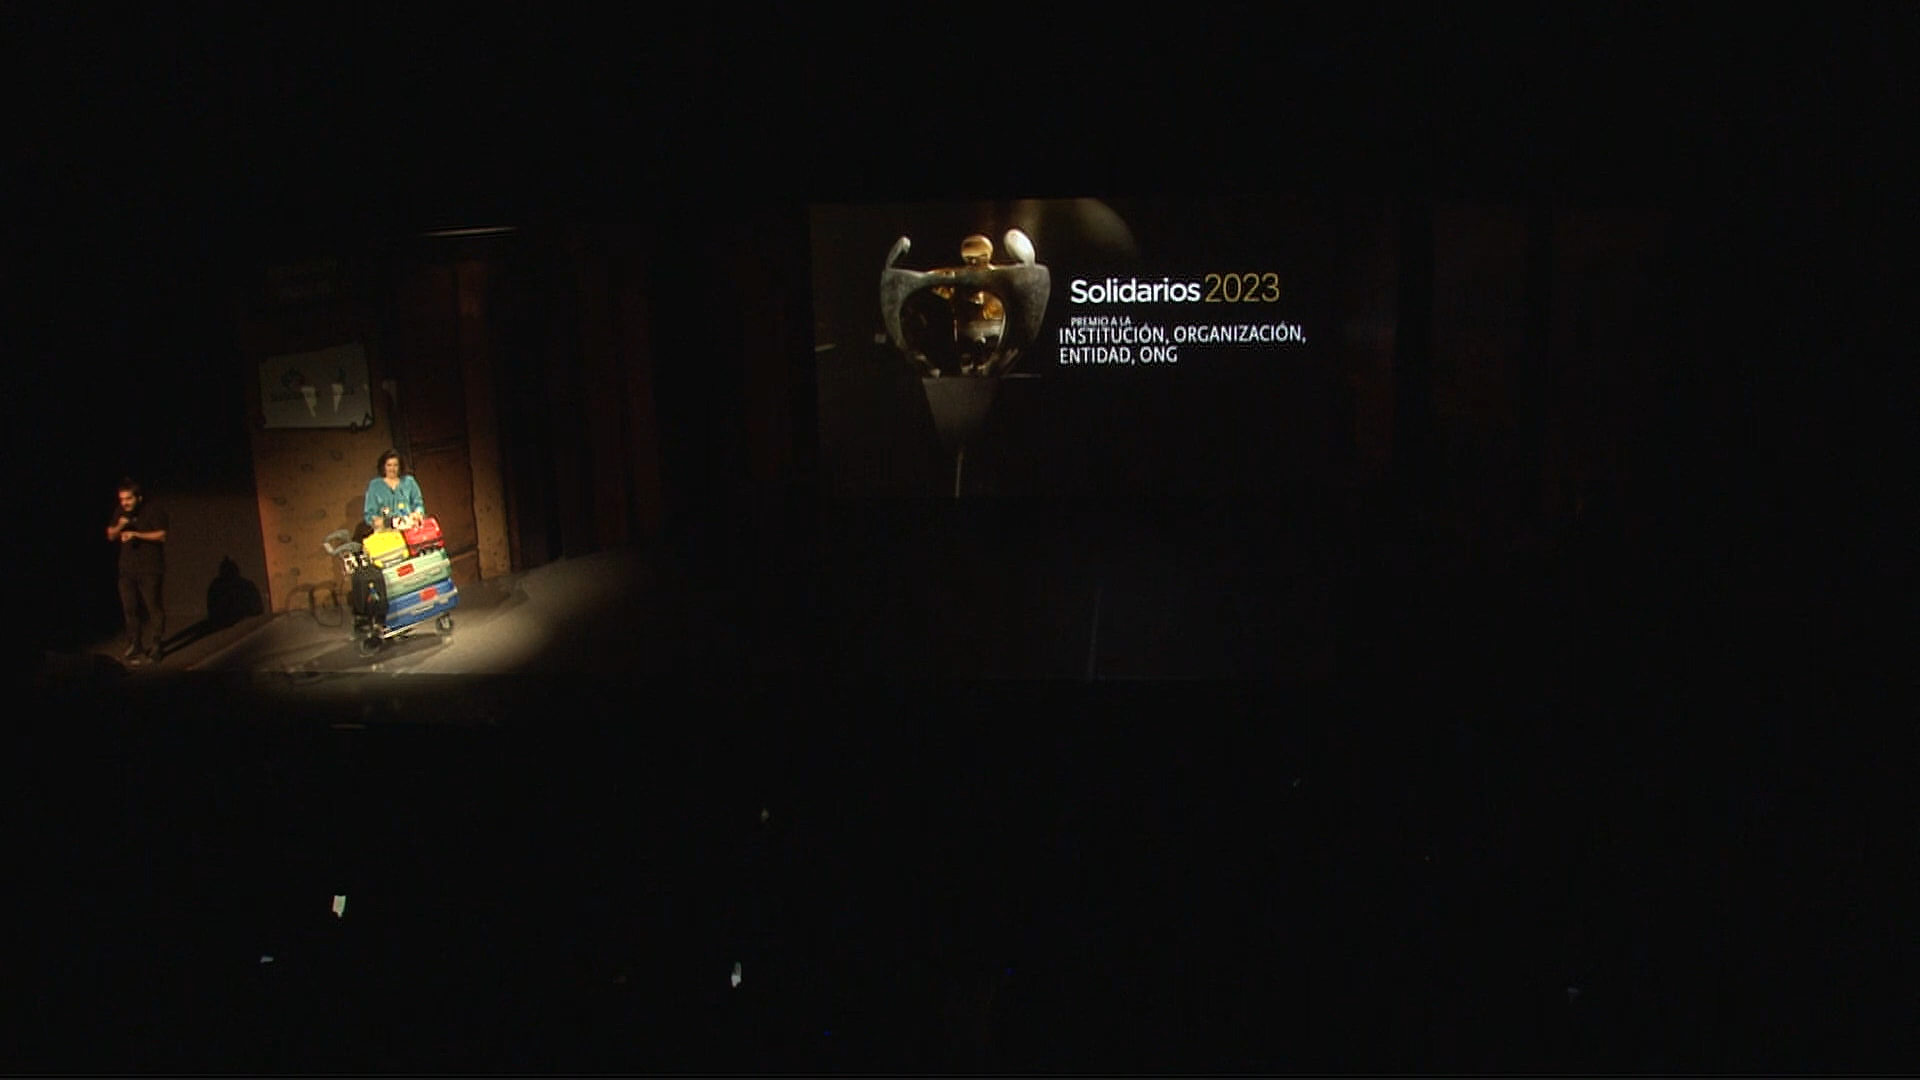 Solidarios 2023
PREMIO A LA
INSTITUCIÓN, ORGANIZACIÓN,
ENTIDAD, ONG